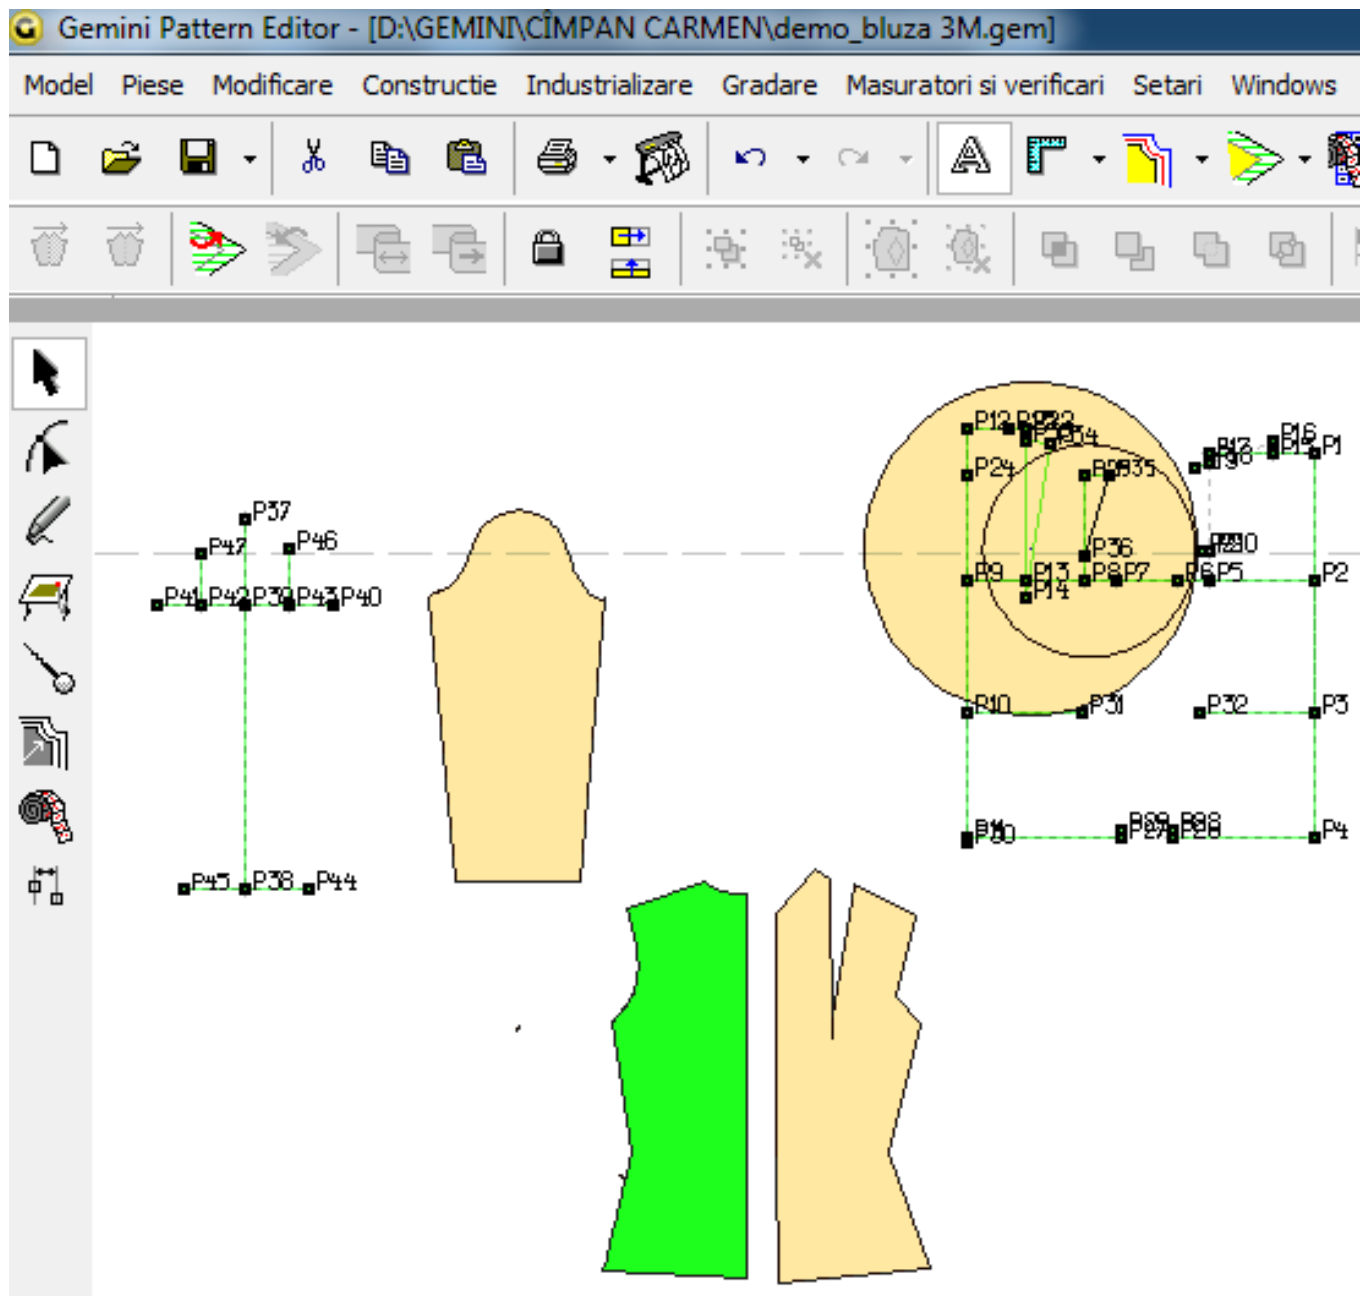 G Gemini Pattern Editor - [D:\GEMINI\CÎMPAN CARMEN\demo_bluza 3M.gem]
Model Piese Modificare Constructie Industrializare Gradare Masuratori si verificari Setari Windows
A
P12
P16
P1
P24
P37
P47 P46
P36
P9 P13 P8 P7 P6 P5 P2
P14
P41 P42 P39 P43 P40
P10 P31 P32 P3
P4
P45 P38 P44